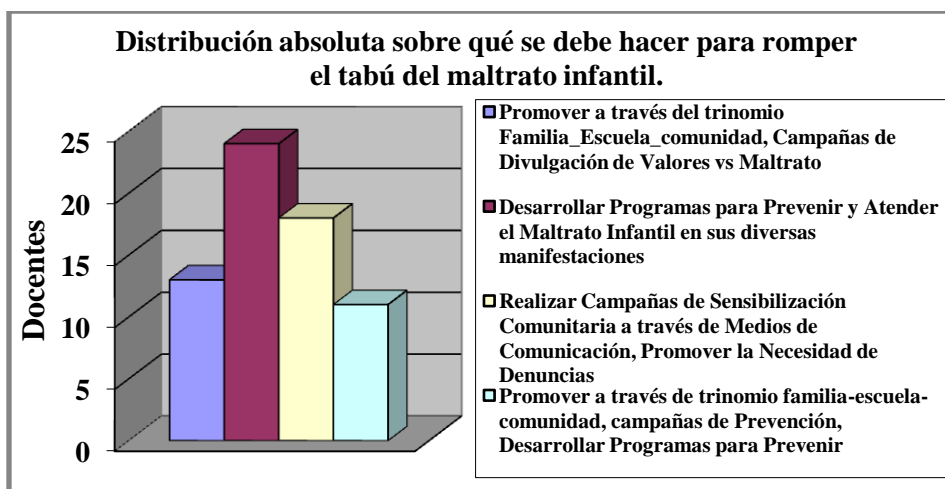 Distribución absoluta sobre qué se debe hacer para romper
el tabú del maltrato infantil.
Docentes
25
20
15
10
5
0
Promover a través del trinomio
Familia_Escuela_comunidad, Campañas de
Divulgación de Valores vs Maltrato
Desarrollar Programas para Prevenir y Atender
el Maltrato Infantil en sus diversas
manifestaciones
Realizar Campañas de Sensibilización
Comunitaria a través de Medios de
Comunicación, Promover la Necesidad de
Denuncias
Promover a través de trinomio familia-escuela-
comunidad, campañas de Prevención,
Desarrollar Programas para Prevenir